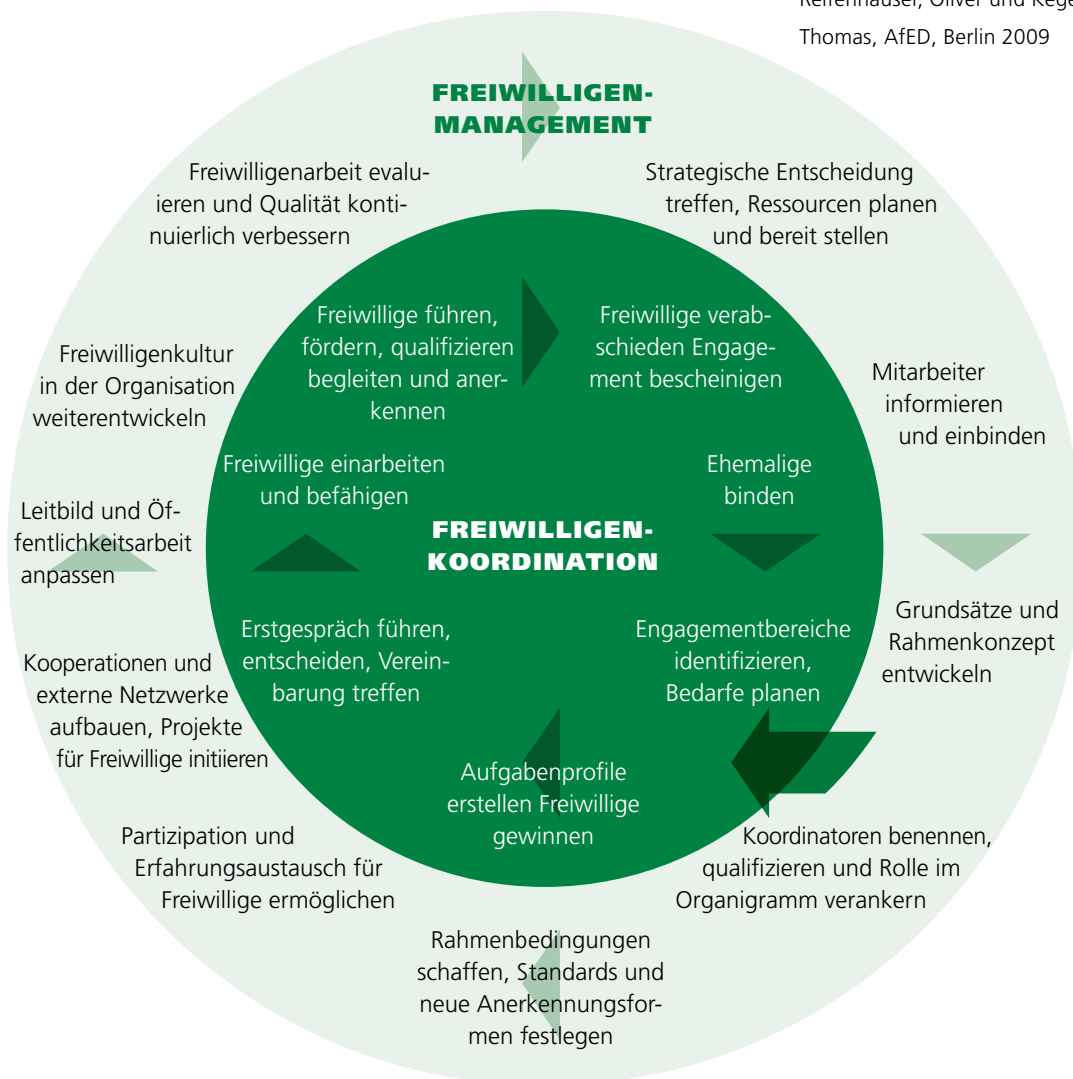 Thomas, AfED, Berlin 2009
FREIWILLIGEN-
MANAGEMENT
Strategische Entscheidung
treffen, Ressourcen planen
und bereit stellen
Mitarbeiter
informieren
und einbinden
Grundsätze und
Rahmenkonzept
entwickeln
Koordinatoren benennen,
qualifizieren und Rolle im
Organigramm verankern
Rahmenbedingungen
schaffen, Standards und
neue Anerkennungsfor-
men festlegen
Partizipation und
Erfahrungsaustausch für
Freiwillige ermöglichen
Kooperationen und
externe Netzwerke
aufbauen, Projekte
für Freiwillige initiieren
Leitbild und Öf-
fentlichkeitsarbeit
anpassen
Freiwilligenkultur
in der Organisation
weiterentwickeln
Freiwilligenarbeit evalu-
ieren und Qualität konti-
nuierlich verbessern
FREIWILLIGEN-
KOORDINATION
Freiwillige verab-
schieden Engage-
ment bescheinigen
Ehemalige
binden
Engagementbereiche
identifizieren,
Bedarfe planen
Aufgabenprofile
erstellen Freiwillige
gewinnen
Erstgespräch führen,
entscheiden, Verein-
barung treffen
Freiwillige einarbeiten
und befähigen
Freiwillige führen,
fördern, qualifizieren
begleiten und aner-
kennen